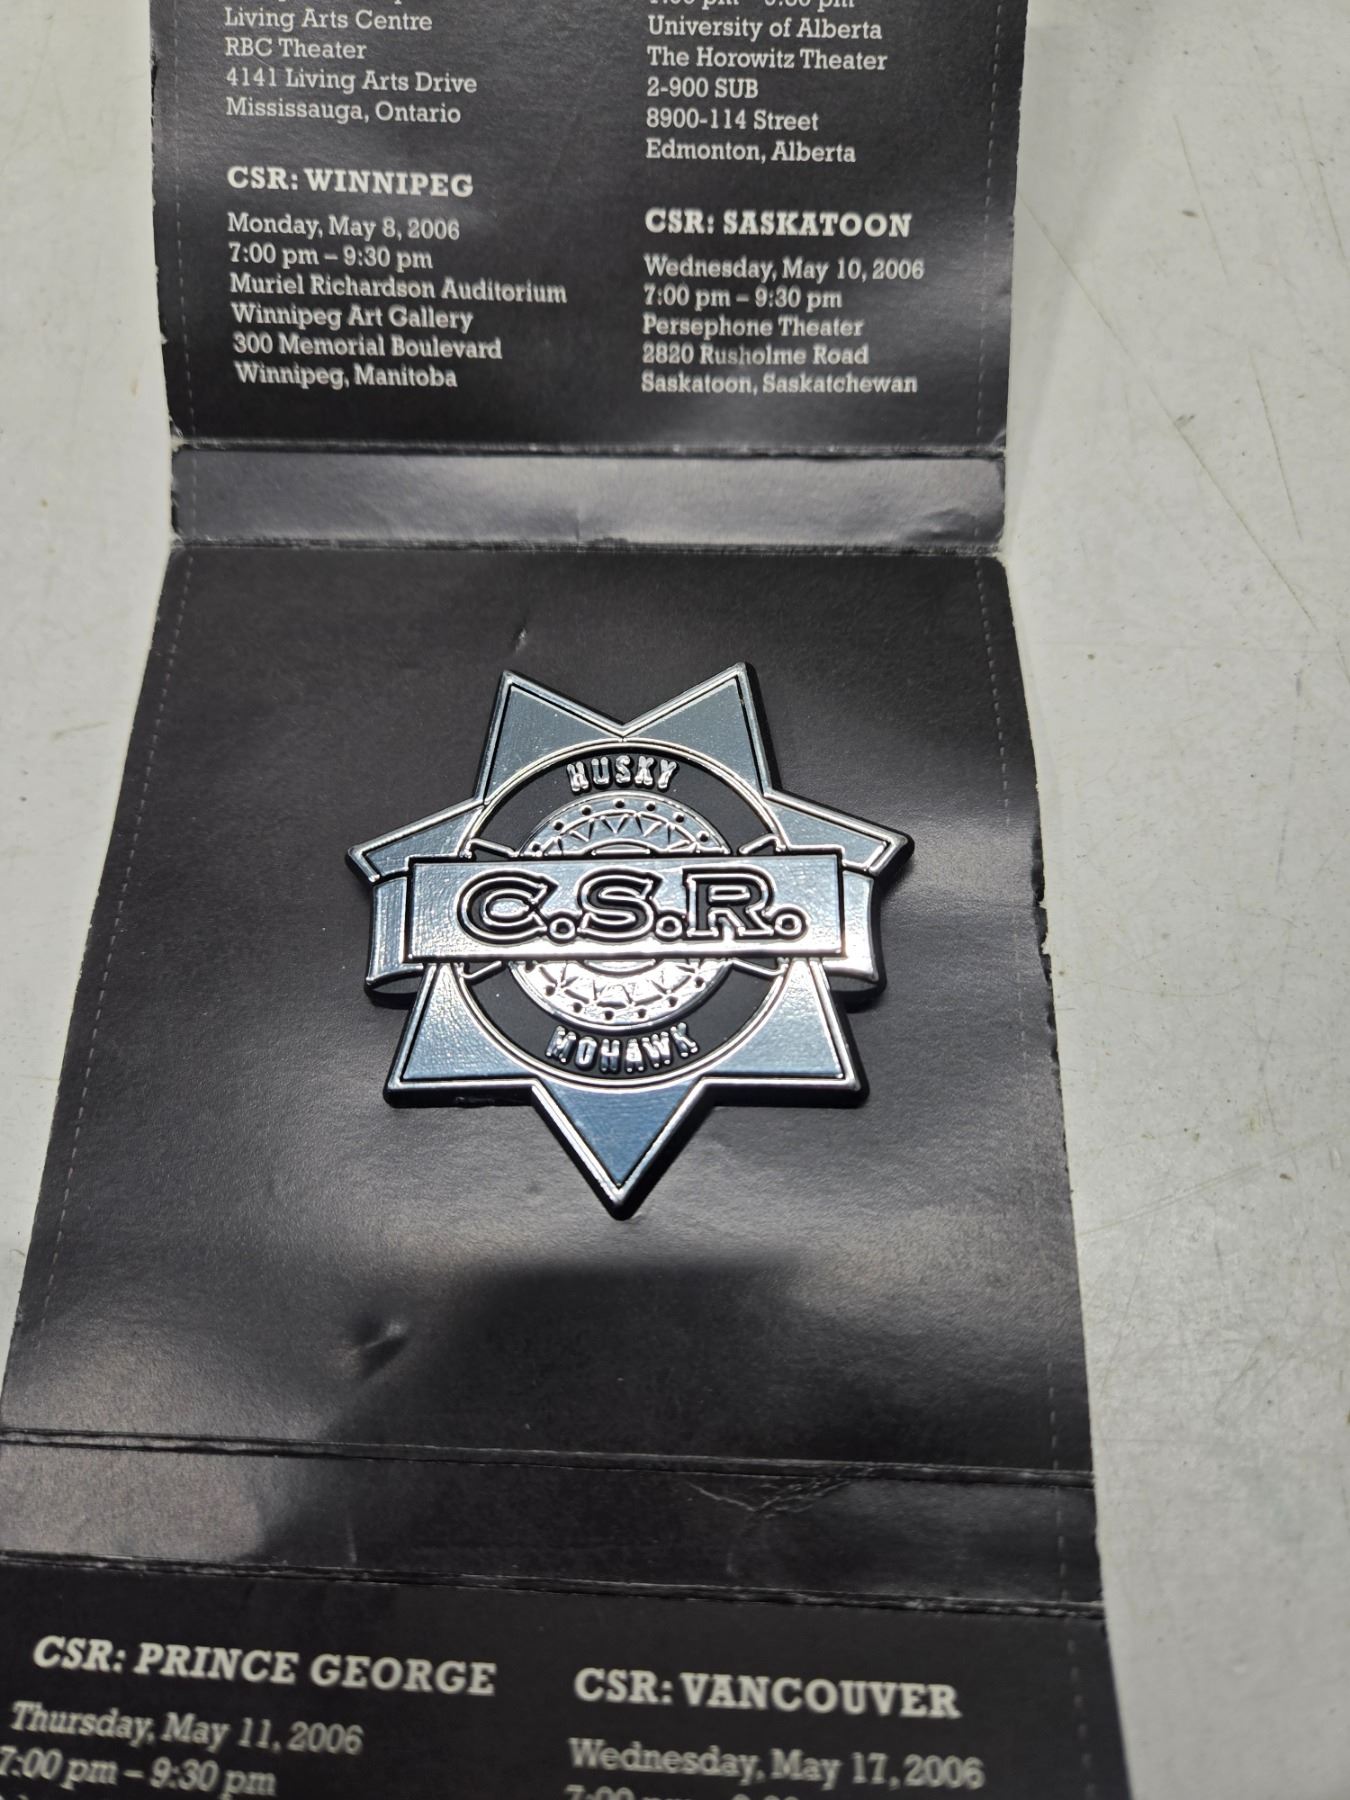 Living Arts Centre
RBC Theater
4141 Living Arts Drive
Mississauga, Ontario
CSR: WINNIPEG
Monday, May 8, 2006
7:00 pm – 9:30 pm
Muriel Richardson Auditorium
Winnipeg Art Gallery
300 Memorial Boulevard
Winnipeg, Manitoba
University of Alberta
The Horowitz Theater
2-900 SUB
8900-114 Street
Edmonton, Alberta
CSR: SASKATOON
Wednesday, May 10, 2006
7:00 pm – 9:30 pm
Persephone Theater
2820 Rusholme Road
Saskatoon, Saskatchewan
HUSKY
C.S.R.
MOHAWK
CSR: PRINCE GEORGE
Thursday, May 11, 2006
7:00 pm – 9:30 pm
CSR: VANCOUVER
Wednesday, May 17, 2006